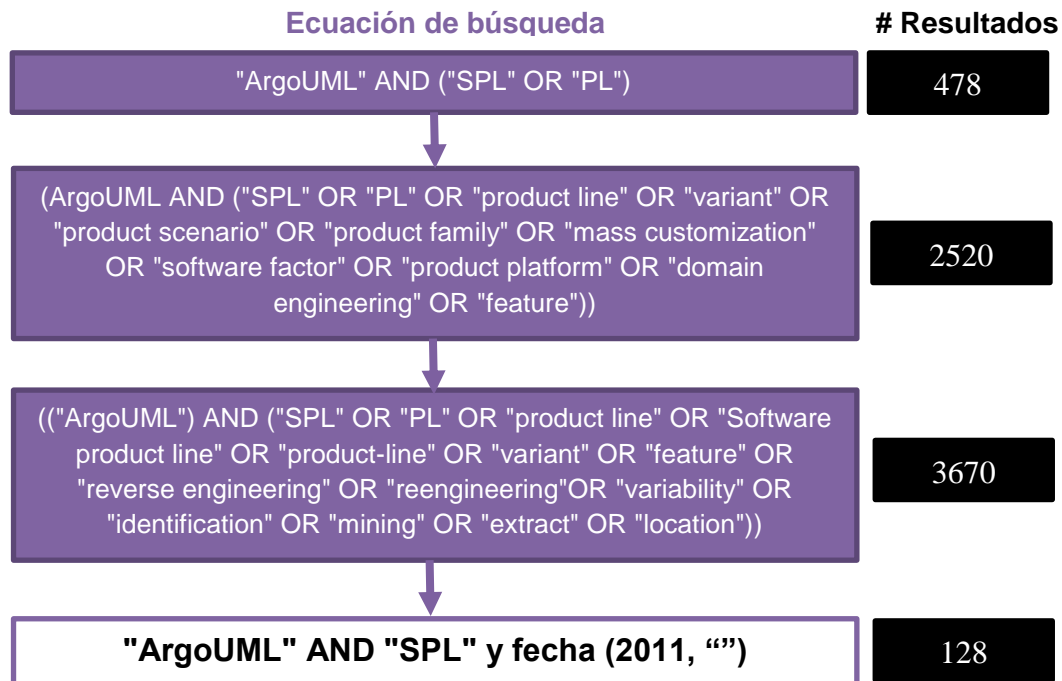 Ecuación de búsqueda
# Resultados
"ArgoUML" AND ("SPL" OR "PL")
478
(ArgoUML AND ("SPL" OR "PL" OR "product line" OR "variant" OR
"product scenario" OR "product family" OR "mass customization"
OR "software factor" OR "product platform" OR "domain
engineering" OR "feature"))
2520
(("ArgoUML") AND ("SPL" OR "PL" OR "product line" OR "Software
product line" OR "product-line" OR "variant" OR "feature" OR
"reverse engineering" OR "reengineering"OR "variability" OR
"identification" OR "mining" OR "extract" OR "location"))
3670
"ArgoUML" AND "SPL" y fecha (2011, “”)
128